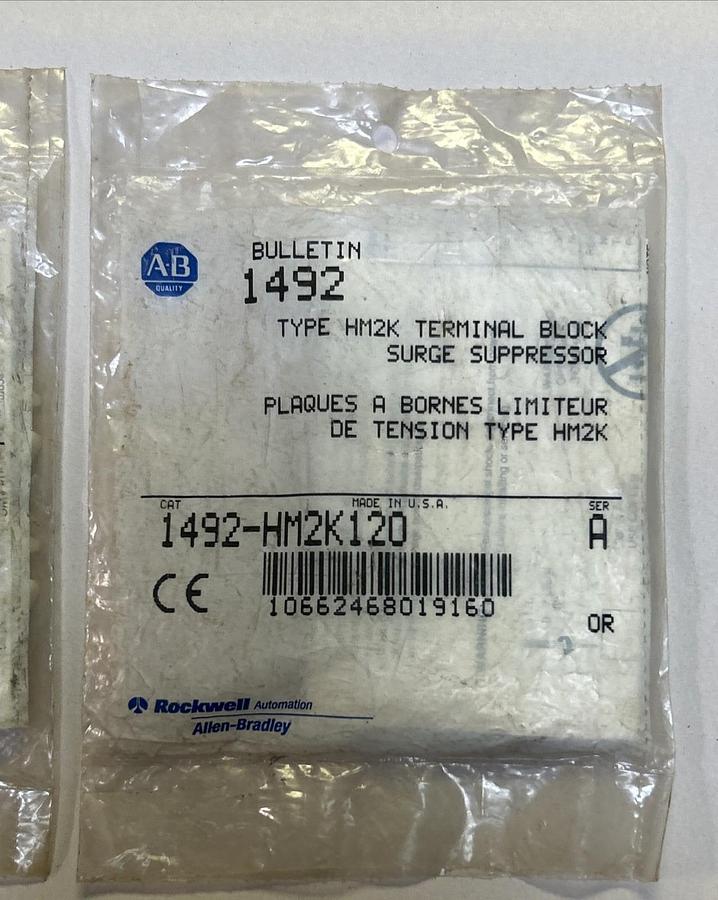 A-B
QUALITY
BULLETIN
1492
TYPE HM2K TERMINAL BLOCK
SURGE SUPPRESSOR
PLAQUES A BORNES LIMITEUR
DE TENSION TYPE HM2K
CAT MADE IN U.S.A. SER
1492-HM2K120 A
CE
10662468019160
OR
Rockwell Automation
Allen-Bradley